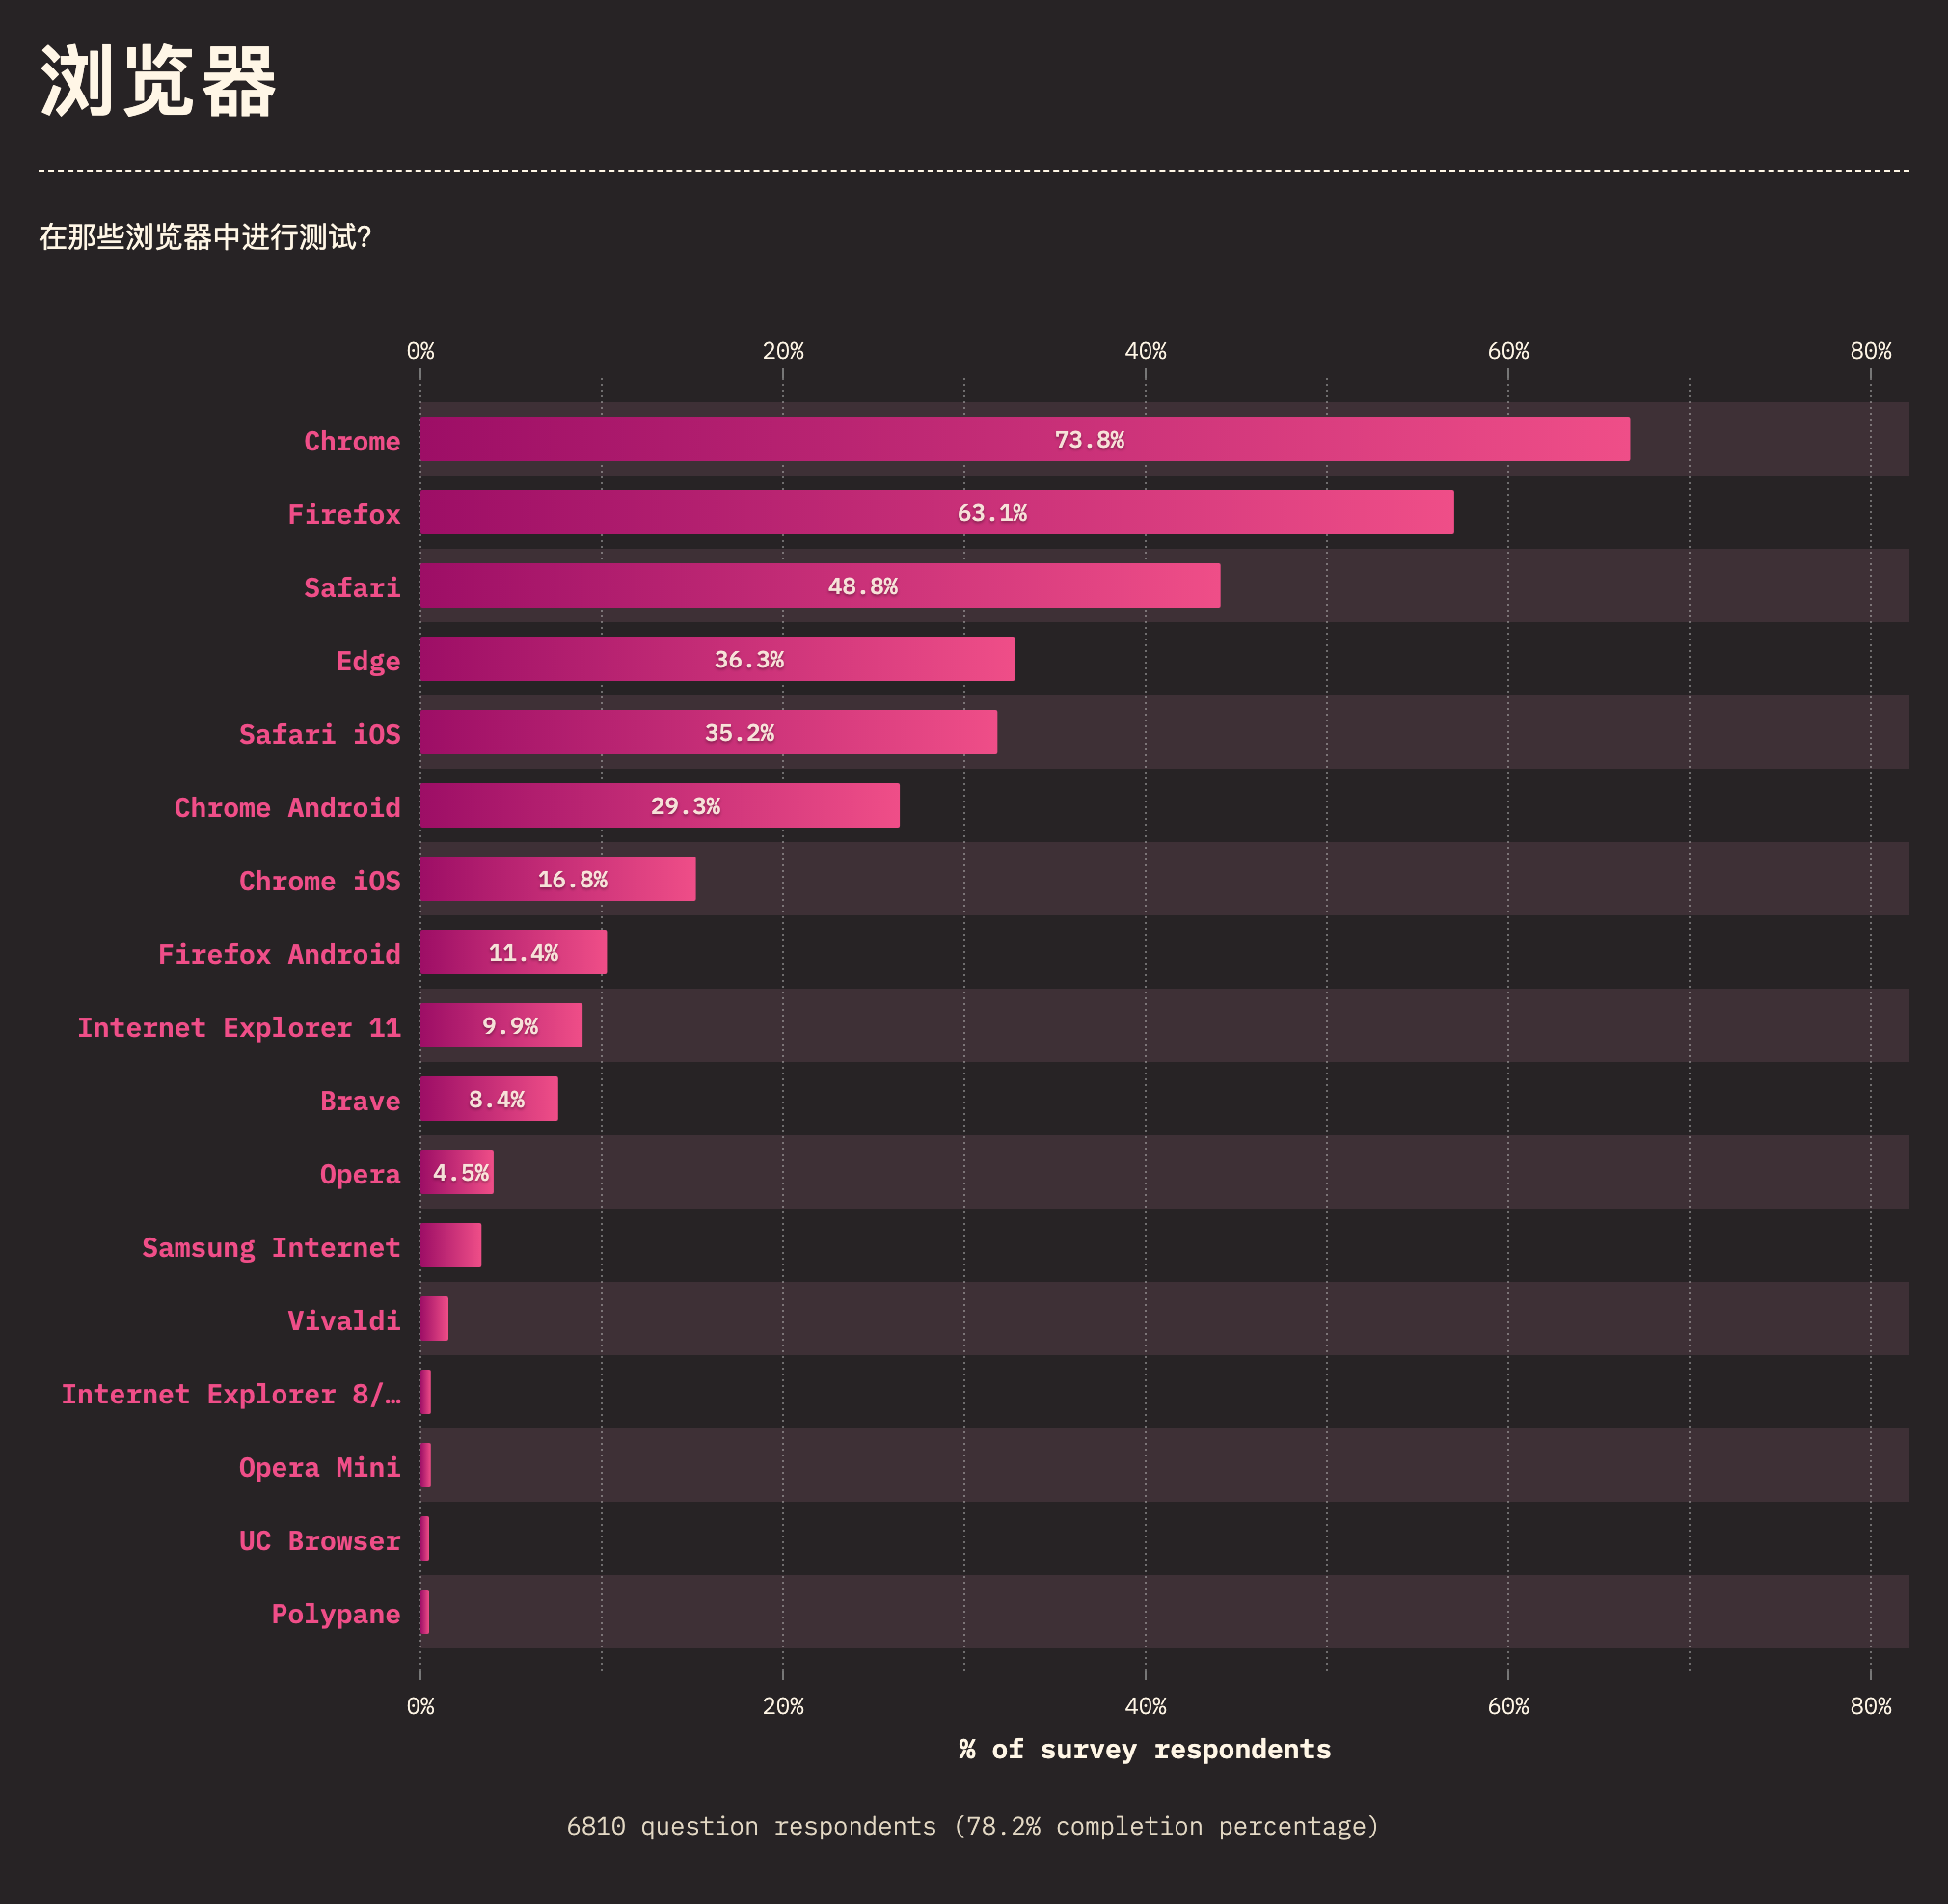 浏览器
在那些浏览器中进行测试？
0% 20% 40% 60% 80%
Chrome 73.8%
Firefox 63.1%
Safari 48.8%
Edge 36.3%
Safari iOS 35.2%
Chrome Android 29.3%
Chrome iOS 16.8%
Firefox Android 11.4%
Internet Explorer 11 9.9%
Brave 8.4%
Opera 4.5%
Samsung Internet
Vivaldi
Internet Explorer 8/…
Opera Mini
UC Browser
Polypane
0% 20% 40% 60% 80%
% of survey respondents
6810 question respondents (78.2% completion percentage)